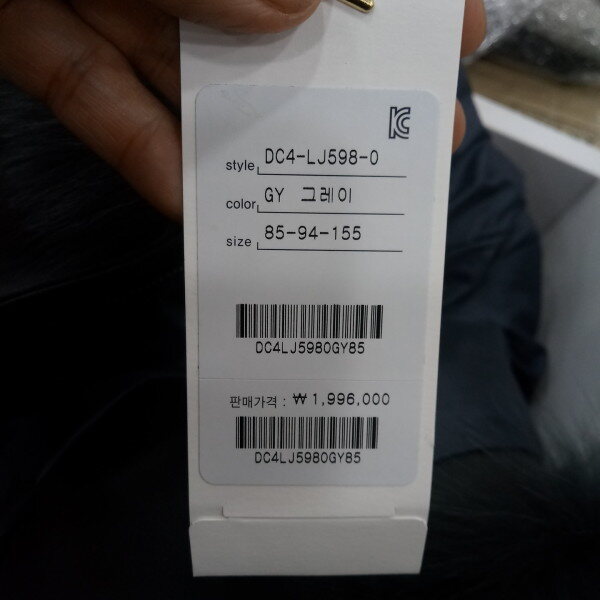 style DC4-LJ598-0
color GY 그레이
size 85-94-155
DC4LJ5980GY85
판매가격 : ₩ 1,996,000
DC4LJ5980GY85